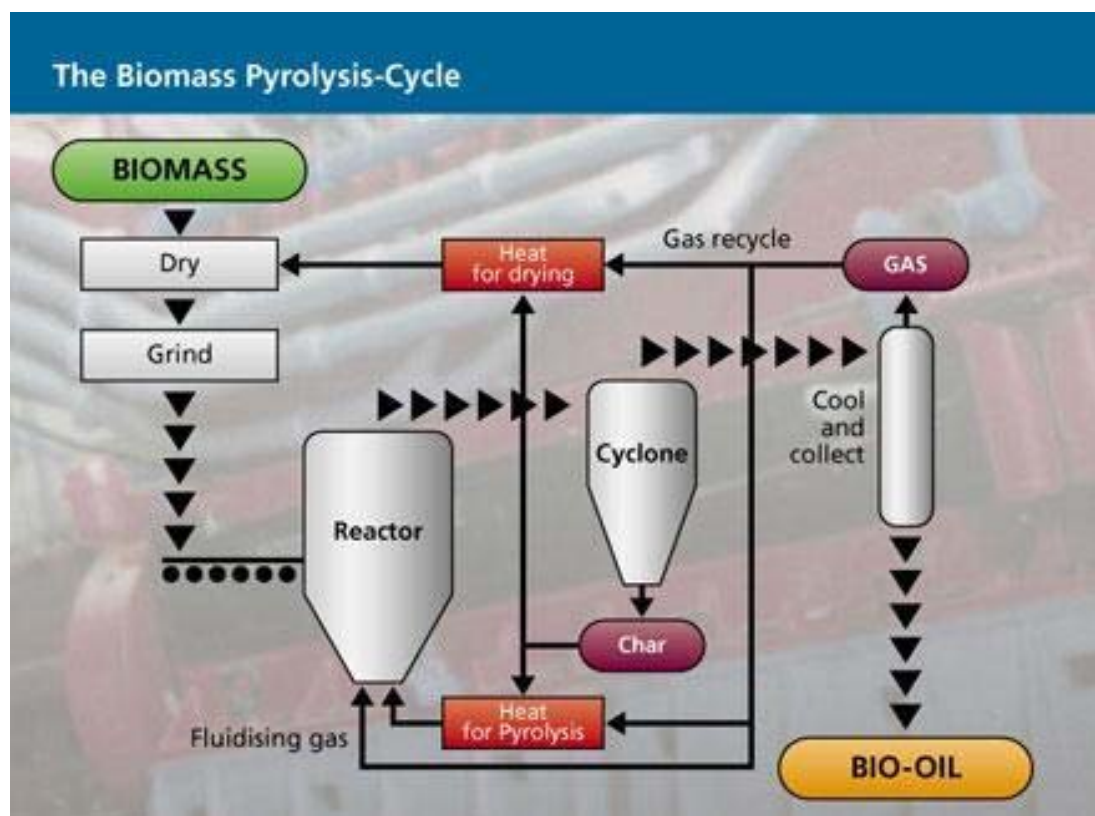 The Biomass Pyrolysis-Cycle
BIOMASS
Dry
Heat
for drying
Gas recycle
GAS
Grind
Cool
and
collect
Cyclone
Reactor
Char
Heat
for Pyrolysis
Fluidising gas
BIO-OIL